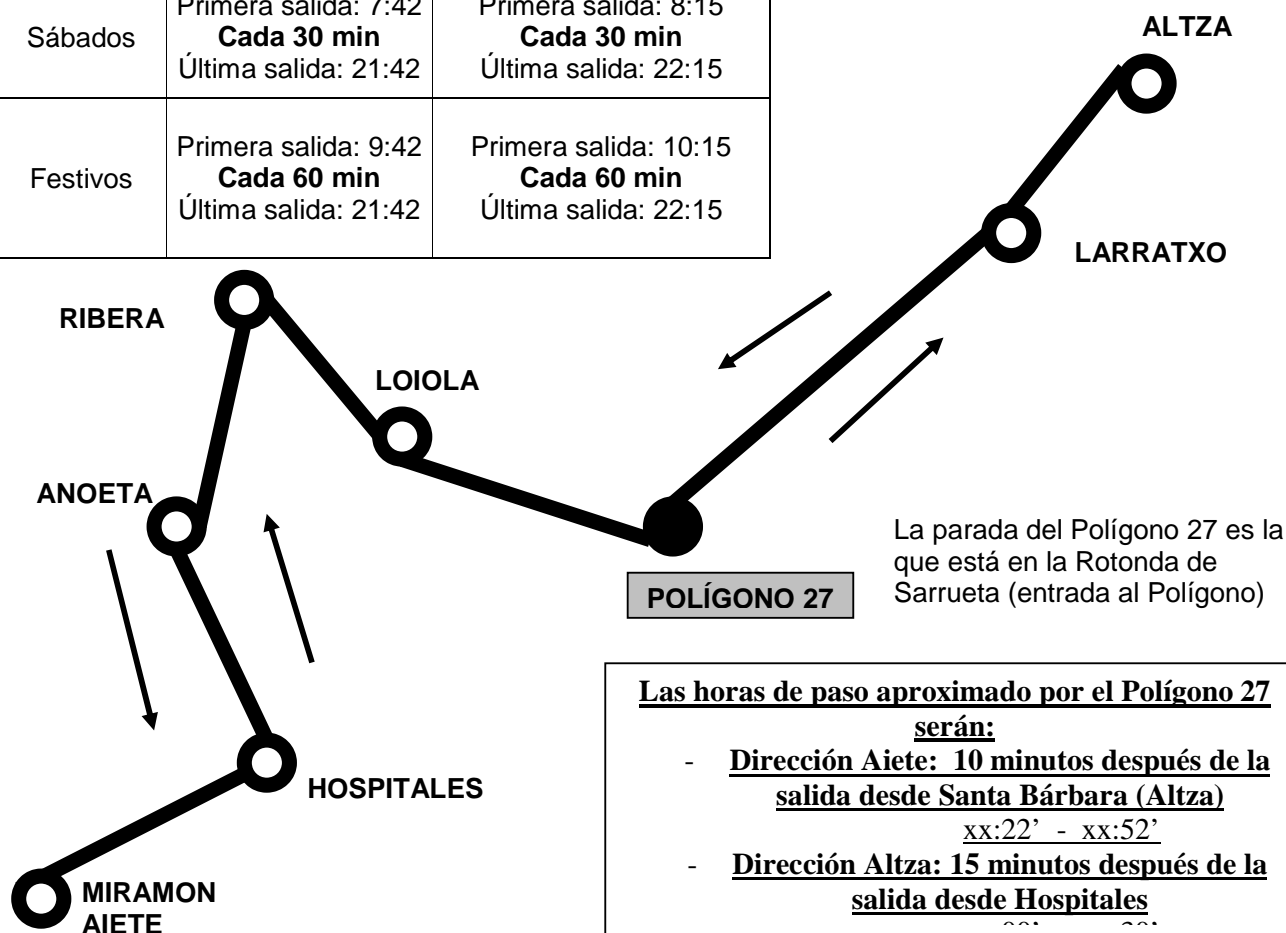 Primera salida: 7:42
Primera salida: 8:15
Sábados
Cada 30 min
Cada 30 min
Última salida: 21:42
Última salida: 22:15
Primera salida: 9:42
Primera salida: 10:15
Festivos
Cada 60 min
Cada 60 min
Última salida: 21:42
Última salida: 22:15
ALTZA
LARRATXO
RIBERA
LOIOLA
ANOETA
La parada del Polígono 27 es la
que está en la Rotonda de
Sarrueta (entrada al Polígono)
POLÍGONO 27
HOSPITALES
MIRAMON
AIETE
Las horas de paso aproximado por el Polígono 27
serán:
- Dirección Aiete: 10 minutos después de la
salida desde Santa Bárbara (Altza)
xx:22’ - xx:52’
- Dirección Altza: 15 minutos después de la
salida desde Hospitales